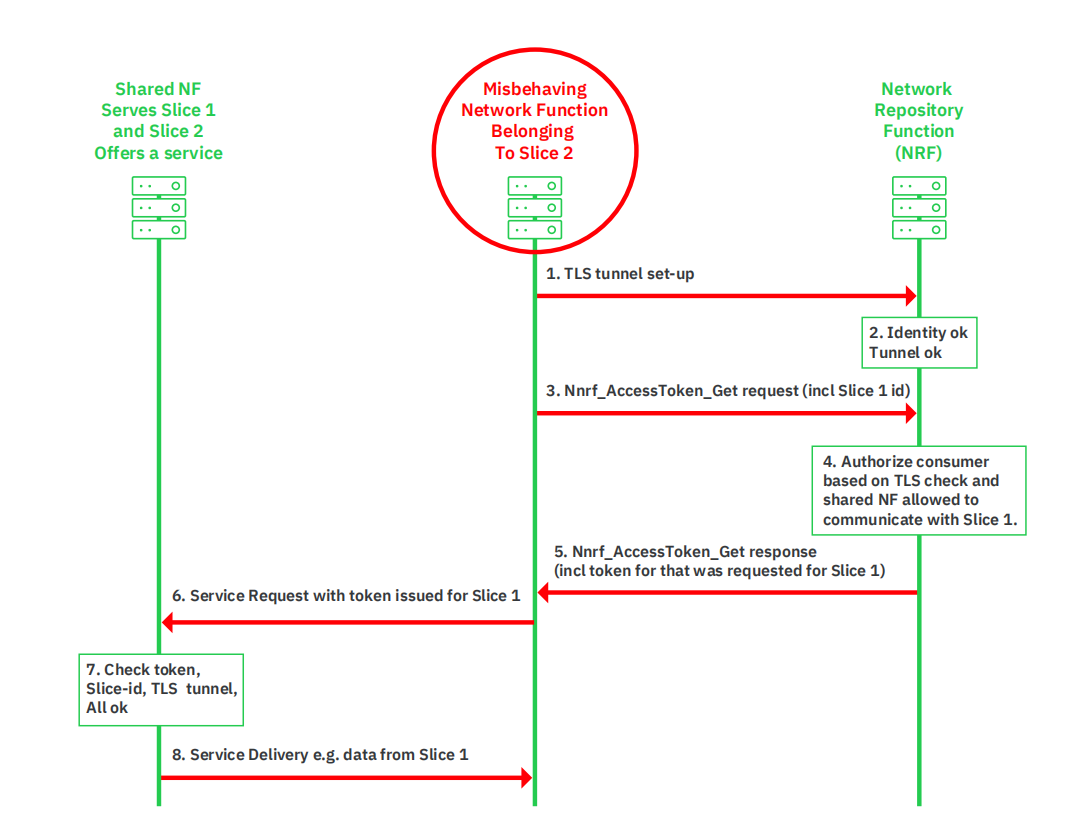 Shared NF
Serves Slice 1
and Slice 2
Offers a service
Misbehaving
Network Function
Belonging
To Slice 2
Network
Repository
Function
(NRF)
1. TLS tunnel set-up
2. Identity ok
Tunnel ok
3. Nnrf_AccessToken_Get request (incl Slice 1 id)
4. Authorize consumer
based on TLS check and
shared NF allowed to
communicate with Slice 1.
5. Nnrf_AccessToken_Get response
(incl token for that was requested for Slice 1)
6. Service Request with token issued for Slice 1
7. Check token,
Slice-id, TLS tunnel,
All ok
8. Service Delivery e.g. data from Slice 1